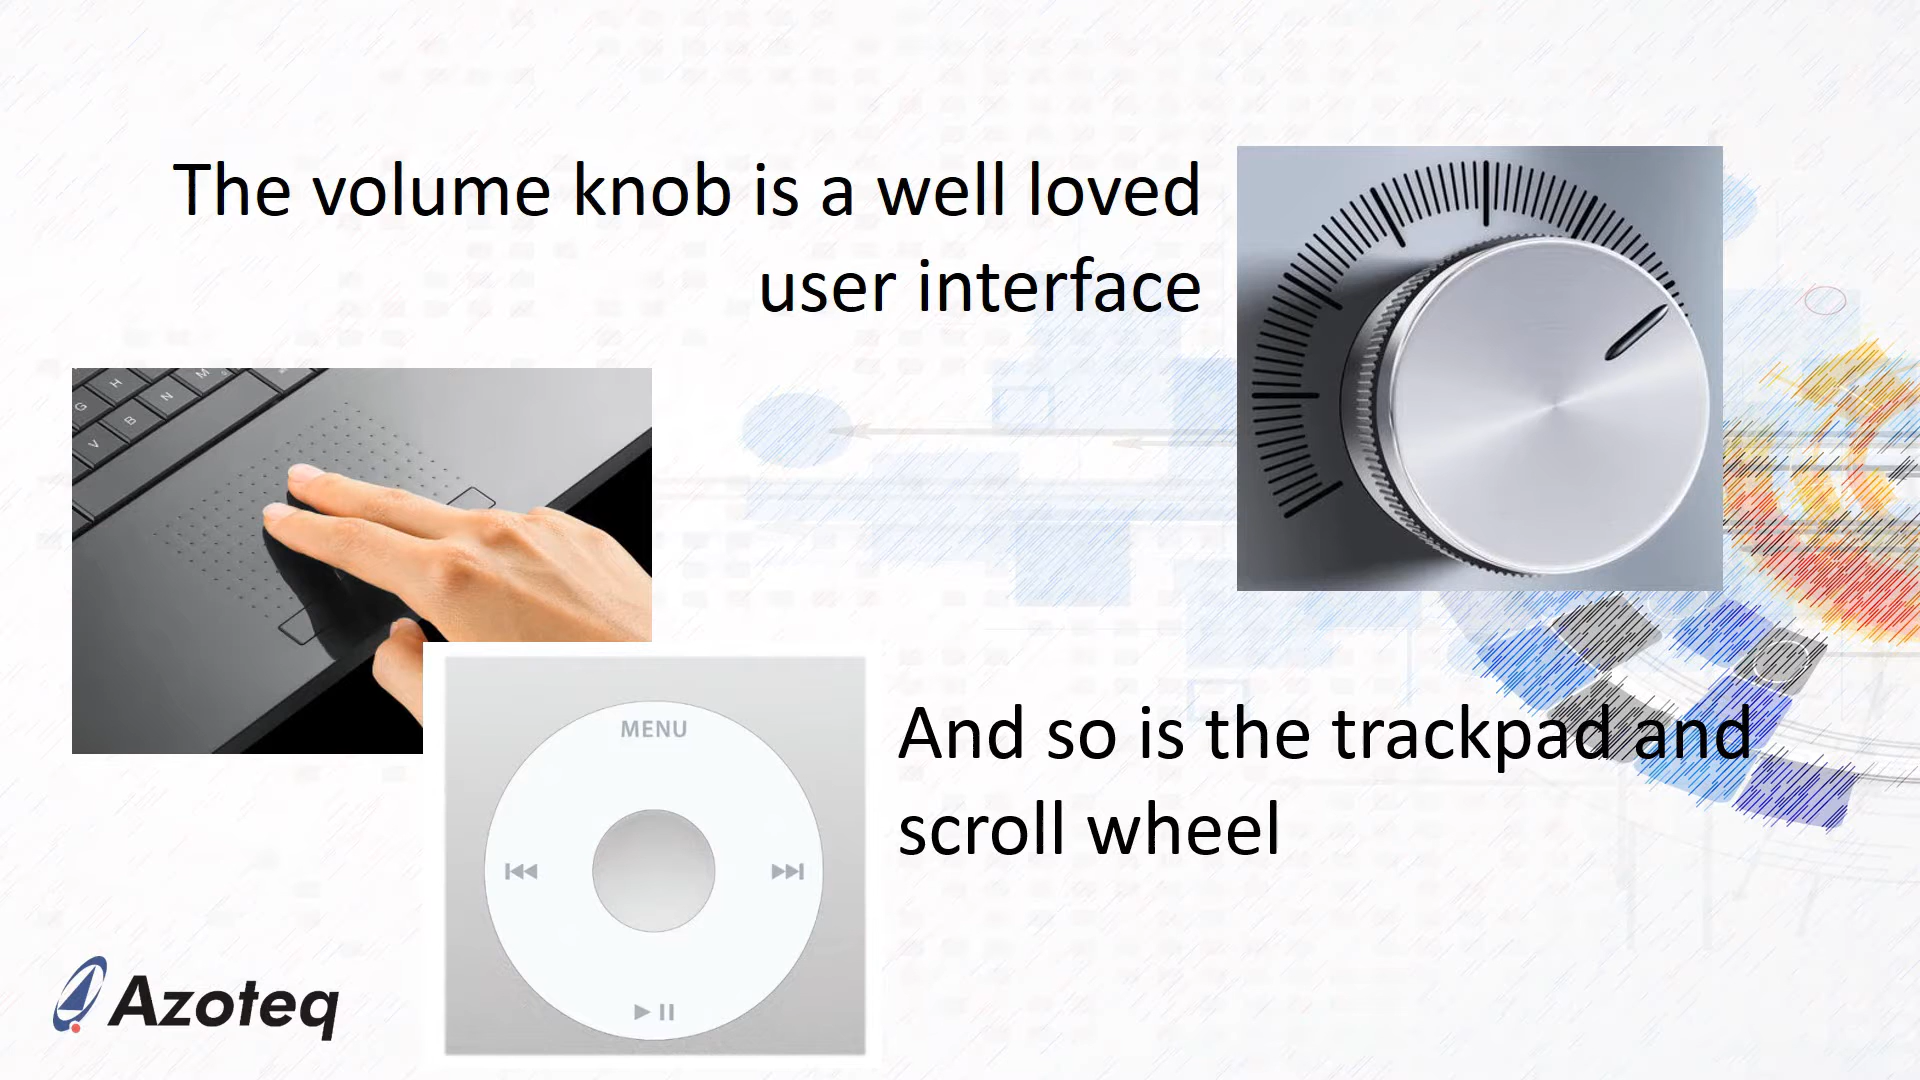 The volume knob is a well loved
user interface
H
M
G
N
B
V
MENU
And so is the trackpad and
scroll wheel
Azoteq